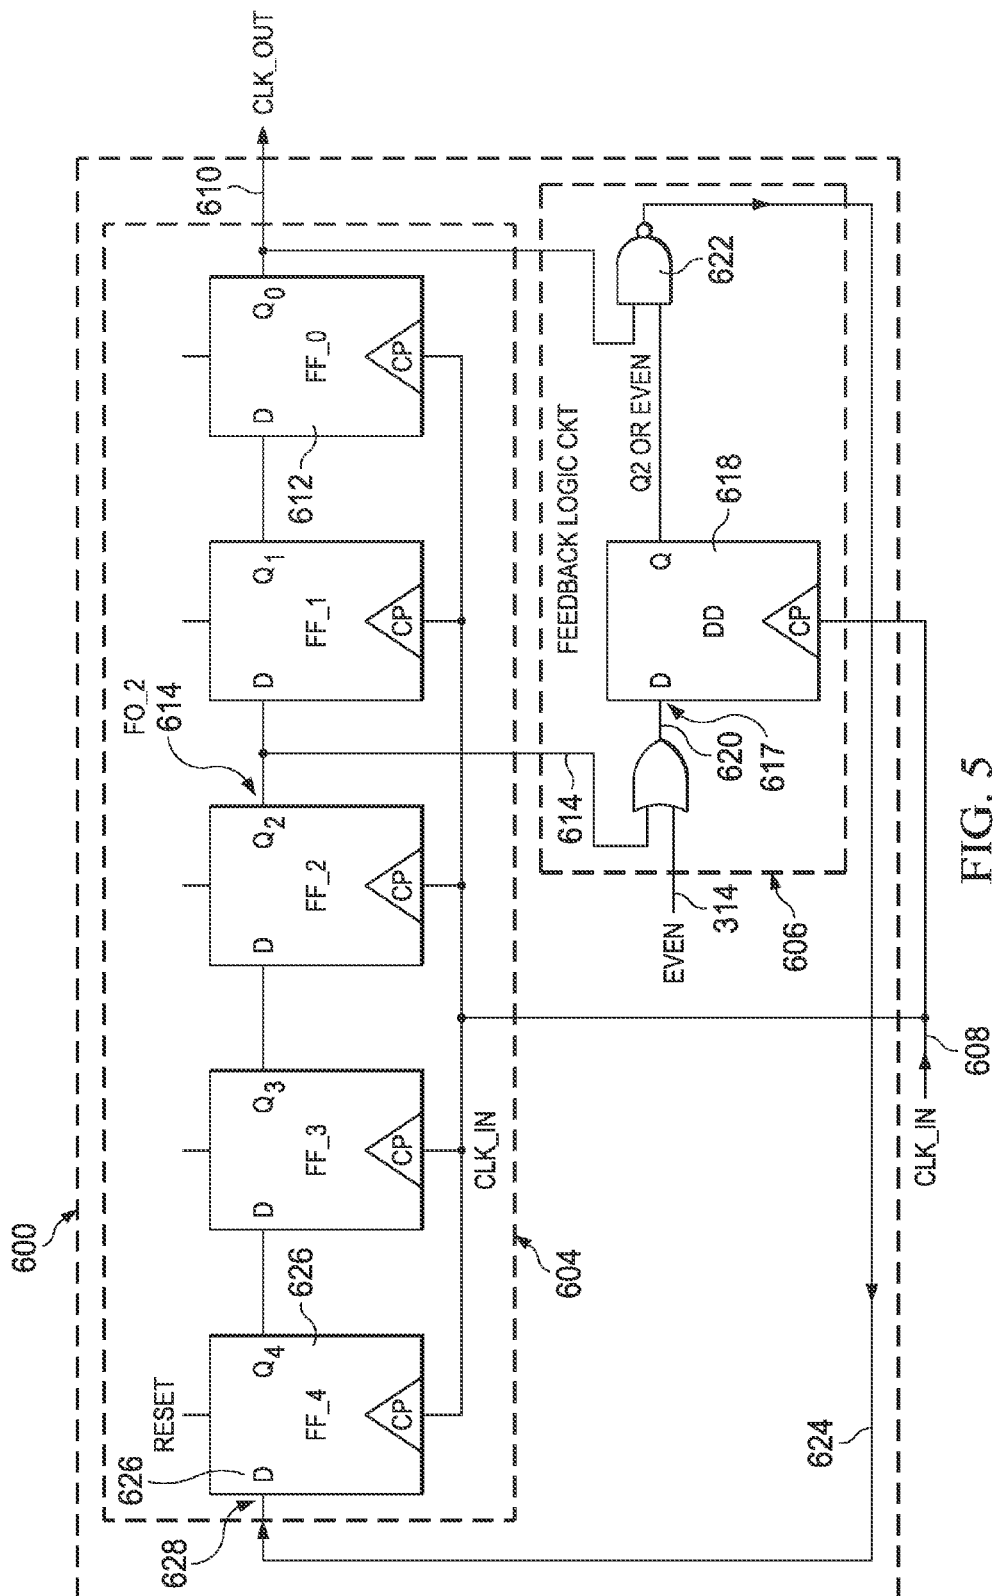 600
RESET
626
628
D
Q4
FF_4
CP
626
D
Q3
FF_3
CP
D
Q2
FF_2
CP
FO_2
614
D
Q1
FF_1
CP
D
Q0
FF_0
CP
612
610
CLK_OUT
CLK_IN
604
FEEDBACK LOGIC CKT
614
EVEN
314
606
620
617
D
Q
DD
CP
618
Q2 OR EVEN
622
CLK_IN
608
624
FIG. 5